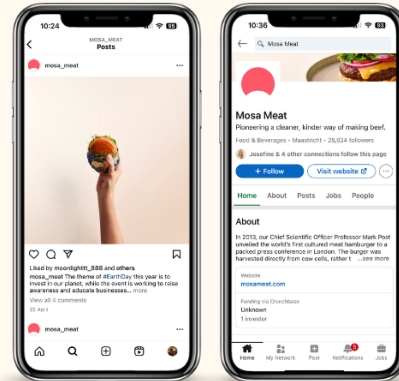 10:24
MOSA_MEAT
Posts
mosa_meat
Liked by moonlighttt_888 and others
mosa_meat The theme of #EarthDay this year is to
invest in our planet, while the event is working to raise
awareness and educate businesses... more
View all 4 comments
22 April
mosa_meat
10:36
93
Mosa Meat
Mosa Meat
Pioneering a cleaner, kinder way of making beef.
Food & Beverages • Maastricht • 28,924 followers
Josefine & 4 other connections follow this page
+ Follow
Visit website
Home
About
Posts
Jobs
People
About
In 2013, our Chief Scientific Officer Professor Mark Post
unveiled the world's first cultured meat hamburger to a
packed press conference in London. The burger was
harvested directly from cow cells, rather t ...see more
Website
mosameat.com
Funding via Crunchbase
Unknown
1 investor
Home
My Network
Post
Notifications
Jobs